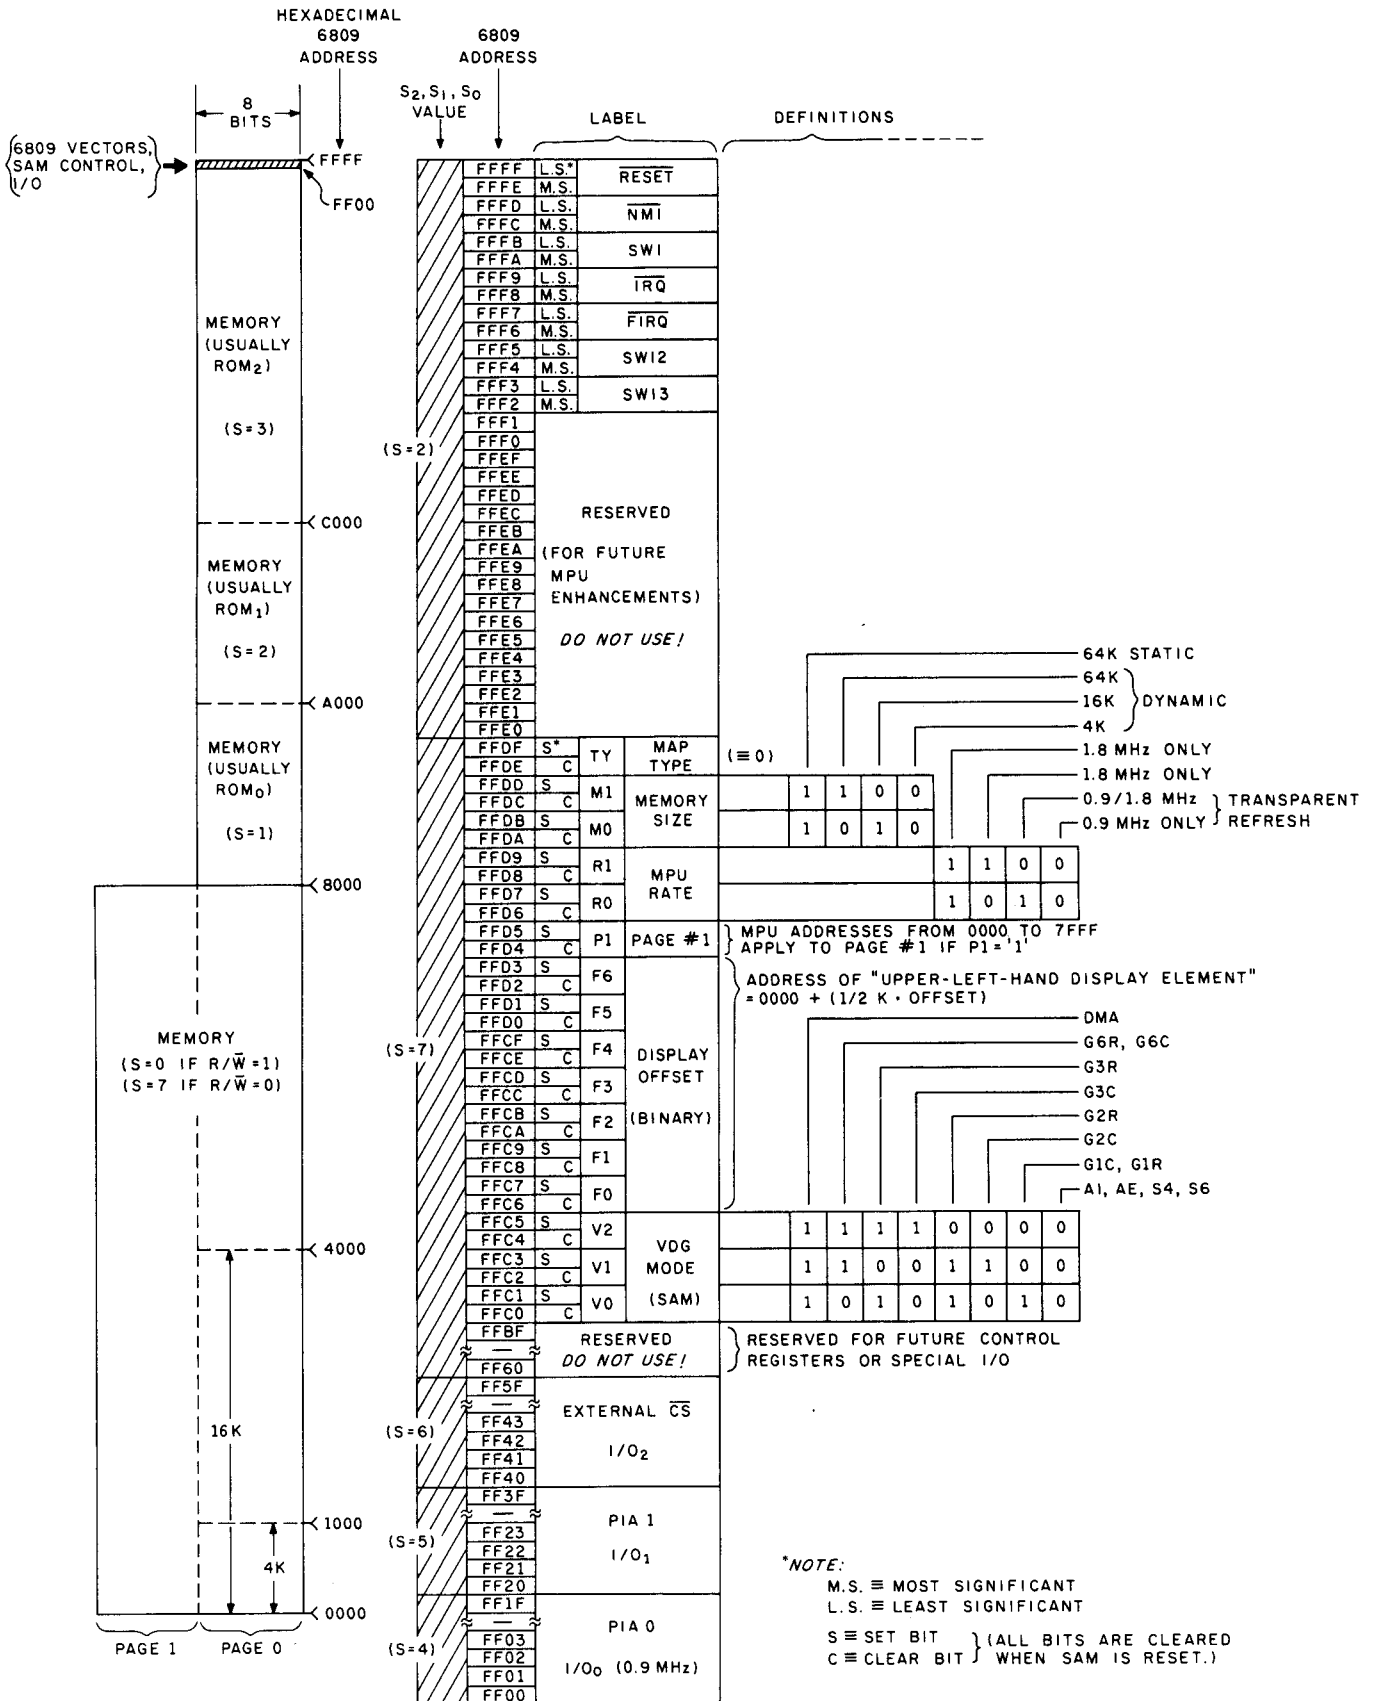 HEXADECIMAL
6809
ADDRESS
6809
ADDRESS
8
BITS
S2, S1, S0
VALUE
LABEL
DEFINITIONS
6809 VECTORS,
SAM CONTROL,
I/O
FFFF
FF00
MEMORY
(USUALLY
ROM2)
(S=3)
C000
MEMORY
(USUALLY
ROM1)
(S=2)
A000
MEMORY
(USUALLY
ROM0)
(S=1)
8000
MEMORY
(S=0 IF R/W̅=1)
(S=7 IF R/W̅=0)
4000
16K
1000
4K
0000
PAGE 1
PAGE 0
(S=2)
(S=7)
(S=6)
(S=5)
(S=4)
FFFF L.S.* R̅E̅S̅E̅T̅
FFFE M.S.
FFFD L.S. N̅M̅I̅
FFFC M.S.
FFFB L.S. SWI
FFFA M.S.
FFF9 L.S. I̅R̅Q̅
FFF8 M.S.
FFF7 L.S. F̅I̅R̅Q̅
FFF6 M.S.
FFF5 L.S. SWI2
FFF4 M.S.
FFF3 L.S. SWI3
FFF2 M.S.
FFF1
FFF0
FFEF
FFEE
FFED
FFEC
FFEB
FFEA
FFE9
FFE8
FFE7
FFE6
FFE5
FFE4
FFE3
FFE2
FFE1
FFE0
RESERVED
(FOR FUTURE
MPU
ENHANCEMENTS)
DO NOT USE!
FFDF S* TY MAP
FFDE C TYPE
(≡0)
64K STATIC
64K
16K
4K
DYNAMIC
1.8 MHz ONLY
1.8 MHz ONLY
0.9/1.8 MHz
0.9 MHz ONLY
TRANSPARENT
REFRESH
FFDD S M1 MEMORY 1 1 0 0
FFDC C
FFDB S M0 SIZE 1 0 1 0
FFDA C
FFD9 S R1 MPU 1 1 0 0
FFD8 C
FFD7 S R0 RATE 1 0 1 0
FFD6 C
FFD5 S P1 PAGE #1
FFD4 C
MPU ADDRESSES FROM 0000 TO 7FFF
APPLY TO PAGE #1 IF P1='1'
FFD3 S F6
FFD2 C
FFD1 S F5
FFD0 C
FFCF S F4
FFCE C
FFCD S F3
FFCC C
FFCB S F2
FFCA C
FFC9 S F1
FFC8 C
FFC7 S F0
FFC6 C
DISPLAY
OFFSET
(BINARY)
ADDRESS OF "UPPER-LEFT-HAND DISPLAY ELEMENT"
=0000 + (1/2 K • OFFSET)
DMA
G6R, G6C
G3R
G3C
G2R
G2C
G1C, G1R
A1, AE, S4, S6
FFC5 S V2 1 1 1 1 0 0 0 0
FFC4 C
FFC3 S V1 1 1 0 0 1 1 0 0
FFC2 C
FFC1 S V0 1 0 1 0 1 0 1 0
FFC0 C
VDG
MODE
(SAM)
FFBF
—
FF60
RESERVED
DO NOT USE!
RESERVED FOR FUTURE CONTROL
REGISTERS OR SPECIAL I/O
FF5F
—
FF43
FF42
FF41
FF40
EXTERNAL C̅S̅
I/O2
FF3F
—
FF23
FF22
FF21
FF20
PIA 1
I/O1
FF1F
—
FF03
FF02
FF01
FF00
PIA 0
I/O0 (0.9 MHz)
*NOTE:
M.S. ≡ MOST SIGNIFICANT
L.S. ≡ LEAST SIGNIFICANT
S ≡ SET BIT
C ≡ CLEAR BIT
(ALL BITS ARE CLEARED
WHEN SAM IS RESET.)